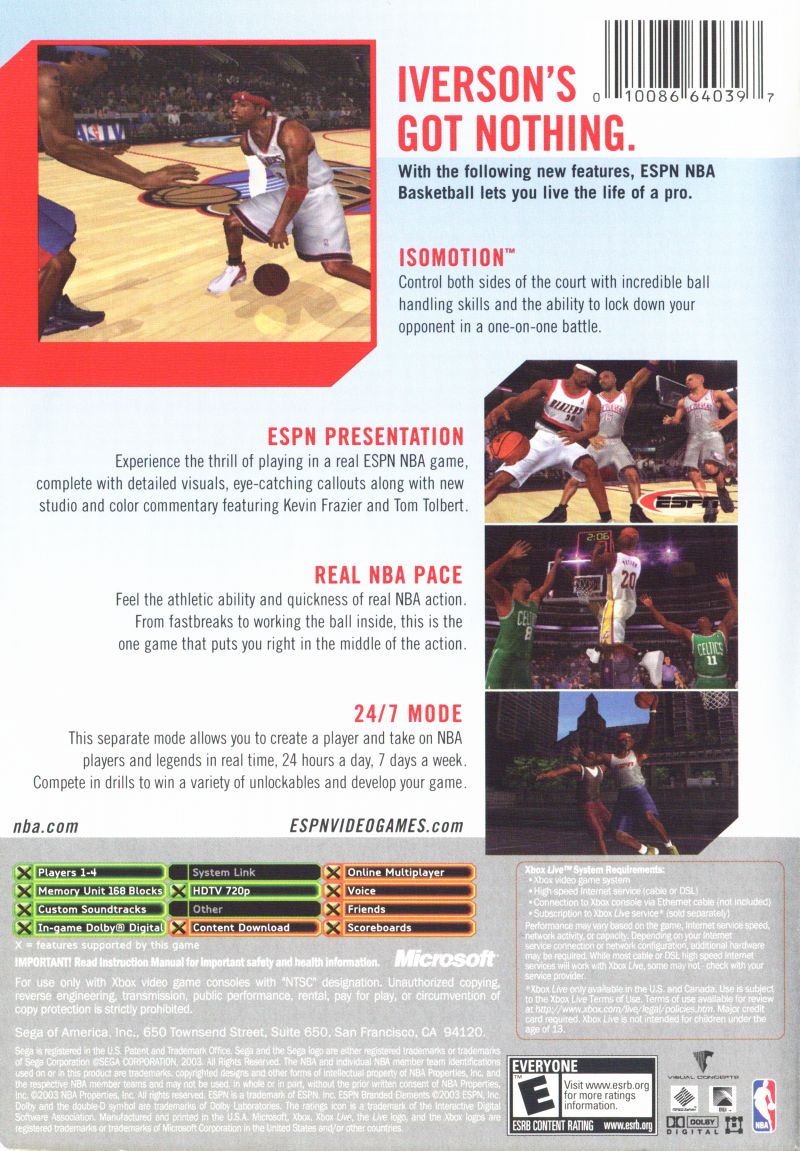 IVERSON'S
GOT NOTHING.
0 10086 64039 7
With the following new features, ESPN NBA
Basketball lets you live the life of a pro.
ISOMOTION™
Control both sides of the court with incredible ball
handling skills and the ability to lock down your
opponent in a one-on-one battle.
BLAZERS
ESPN
ESPN PRESENTATION
Experience the thrill of playing in a real ESPN NBA game,
complete with detailed visuals, eye-catching callouts along with new
studio and color commentary featuring Kevin Frazier and Tom Tolbert.
2:06
PAYTON
20
8
CELTICS
11
REAL NBA PACE
Feel the athletic ability and quickness of real NBA action.
From fastbreaks to working the ball inside, this is the
one game that puts you right in the middle of the action.
24/7 MODE
This separate mode allows you to create a player and take on NBA
players and legends in real time, 24 hours a day, 7 days a week.
Compete in drills to win a variety of unlockables and develop your game.
nba.com
ESPNVIDEOGAMES.com
Players 1-4
Memory Unit 168 Blocks
Custom Soundtracks
In-game Dolby® Digital
System Link
HDTV 720p
Other
Content Download
Online Multiplayer
Voice
Friends
Scoreboards
X = features supported by this game
IMPORTANT! Read Instruction Manual for important safety and health information.
Microsoft
For use only with Xbox video game consoles with "NTSC" designation. Unauthorized copying,
reverse engineering, transmission, public performance, rental, pay for play, or circumvention of
copy protection is strictly prohibited.
Sega of America, Inc., 650 Townsend Street, Suite 650, San Francisco, CA 94120.
Sega is registered in the U.S. Patent and Trademark Office. Sega and the Sega logo are either registered trademarks or trademarks
of Sega Corporation ©SEGA CORPORATION, 2003. All Rights Reserved. The NBA and individual NBA member team identifications
used on or in this product are trademarks, copyrighted designs and other forms of intellectual property of NBA Properties, Inc. and
the respective NBA member teams and may not be used, in whole or in part, without the prior written consent of NBA Properties,
Inc. ©2003 NBA Properties, Inc. All rights reserved. ESPN is a trademark of ESPN, Inc. ESPN Branded Elements ©2003 ESPN, Inc.
Dolby and the double-D symbol are trademarks of Dolby Laboratories. The ratings icon is a trademark of the Interactive Digital
Software Association. Manufactured and printed in the U.S.A. Microsoft, Xbox, Xbox Live, the Live logo, and the Xbox logos are
registered trademarks or trademarks of Microsoft Corporation in the United States and/or other countries.
Xbox Live™ System Requirements:
• Xbox video game system
• High speed Internet service (cable or DSL)
• Connection to Xbox console via Ethernet cable (not included)
• Subscription to Xbox Live service* (sold separately)
Performance may vary based on the game, Internet service speed,
network activity, or capacity. Depending on your Internet
service connection or network configuration, additional hardware
may be required. While most cable or DSL high speed Internet
services will work with Xbox Live, some may not - check with your
service provider.
*Xbox Live only available in the U.S. and Canada. Use is subject
to the Xbox Live Terms of Use. Terms of use available for review
at http://www.xbox.com/live/legal/policies.htm. Major credit
card required. Xbox Live is not intended for children under the
age of 13.
EVERYONE
E
Visit www.esrb.org
for more ratings
information.
ESRB CONTENT RATING www.esrb.org
VISUAL CONCEPTS
DOLBY
DIGITAL
NBA